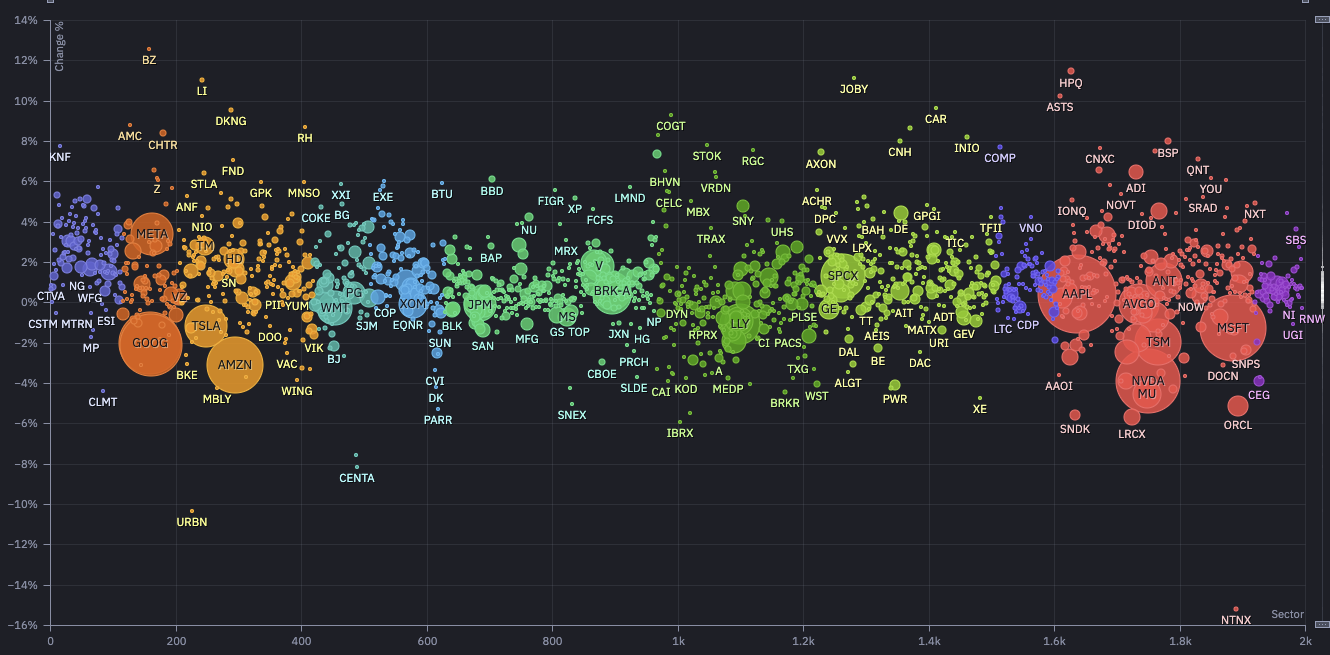 14%
Change %
BZ
12%
LI
HPQ
JOBY
10%
ASTS
DKNG
CAR
COGT
AMC
CHTR
RH
8%
KNF
STOK
RGC
AXON
CNH
INIO
COMP
CNXC
BSP
FND
QNT
6%
Z
STLA
GPK
MNSO
XXI
EXE
BTU
BBD
FIGR
LMND
BHVN
VRDN
ADI
YOU
ANF
COKE
BG
XP
FCFS
CELC
MBX
SNY
ACHR
DPC
GPGI
IONQ
NOVT
SRAD
NXT
4%
META
NIO
NU
TRAX
UHS
VVX
BAH
DE
TFII
VNO
DIOD
TM
HD
BAP
MRX
LPX
TIC
SBS
2%
V
SPCX
NG
SN
PG
BRK-A
AAPL
ANT
CTVA
WFG
VZ
PII
YUM
WMT
XOM
JPM
GE
AVGO
NOW
0%
CSTM
MTRN
ESI
TSLA
SJM
COP
EQNR
BLK
MS
NP
DYN
LLY
PLSE
TT
AIT
ADT
LTC
CDP
NI
RNW
MP
GOOG
DOO
VIK
SUN
SAN
MFG
GS
TOP
JXN
HG
RPRX
CI
PACS
AEIS
MATX
URI
GEV
TSM
MSFT
UGI
−2%
BJ
DAL
BE
DAC
BKE
AMZN
VAC
CVI
CBOE
PRCH
A
TXG
ALGT
AAOI
NVDA
DOCN
SNPS
−4%
CLMT
MBLY
WING
DK
SLDE
CAI
KOD
MEDP
BRKR
WST
PWR
XE
MU
CEG
PARR
SNEX
IBRX
SNDK
LRCX
ORCL
−6%
−8%
CENTA
−10%
URBN
−12%
−14%
Sector
NTNX
−16%
0
200
400
600
800
1k
1.2k
1.4k
1.6k
1.8k
2k